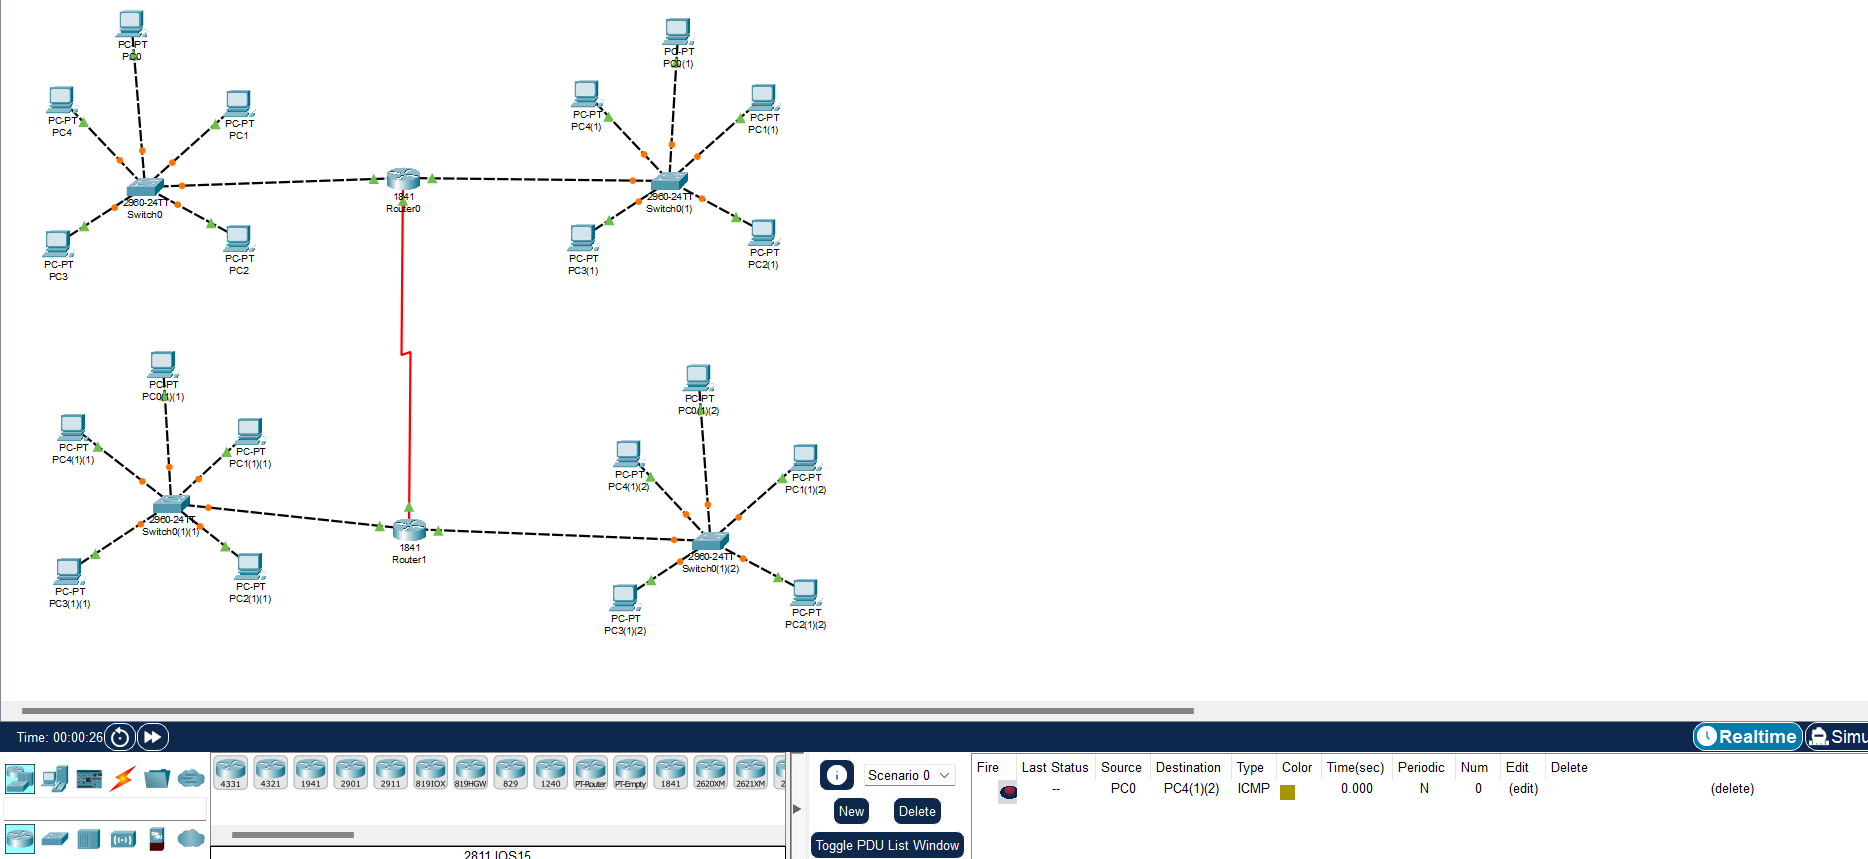 PC-PT
PC0
PC-PT
PC4
PC-PT
PC1
2960-24TT
Switch0
PC-PT
PC3
PC-PT
PC2
1841
Router0
PC-PT
PC0(1)
PC-PT
PC4(1)
PC-PT
PC1(1)
2960-24TT
Switch0(1)
PC-PT
PC3(1)
PC-PT
PC2(1)
PC-PT
PC0(1)(1)
PC-PT
PC4(1)(1)
PC-PT
PC1(1)(1)
2960-24TT
Switch0(1)(1)
PC-PT
PC3(1)(1)
PC-PT
PC2(1)(1)
1841
Router1
PC-PT
PC0(1)(2)
PC-PT
PC4(1)(2)
PC-PT
PC1(1)(2)
2960-24TT
Switch0(1)(2)
PC-PT
PC3(1)(2)
PC-PT
PC2(1)(2)
Time: 00:00:26
Realtime
Simu
4331 4321 1941 2901 2911 819IOX 819HGW 829 1240 PT-Router PT-Empty 1841 2620XM 2621XM 2
2811 IOS15
Scenario 0
New Delete
Toggle PDU List Window
Fire Last Status Source Destination Type Color Time(sec) Periodic Num Edit Delete
-- PC0 PC4(1)(2) ICMP 0.000 N 0 (edit) (delete)